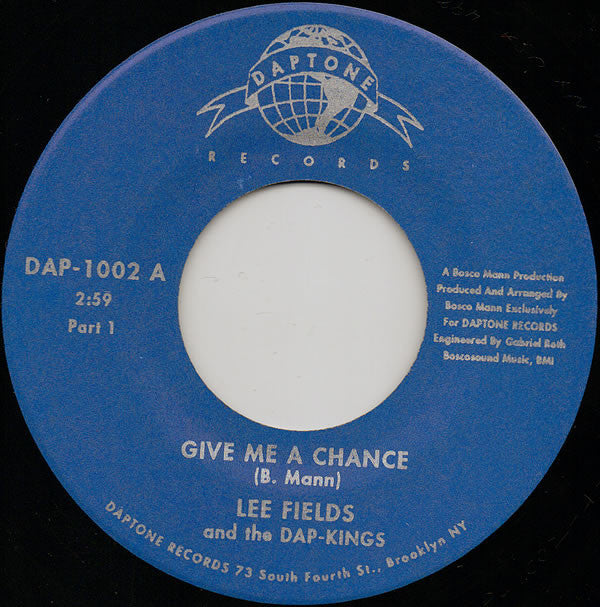 DAPTONE
RECORDS
DAP-1002 A
2:59
Part 1
A Bosco Mann Production
Produced And Arranged By
Bosco Mann Exclusively
For DAPTONE RECORDS
Engineered By Gabriel Roth
Boscosound Music, BMI
GIVE ME A CHANCE
(B. Mann)
LEE FIELDS
and the DAP-KINGS
DAPTONE RECORDS 73 South Fourth St., Brooklyn NY